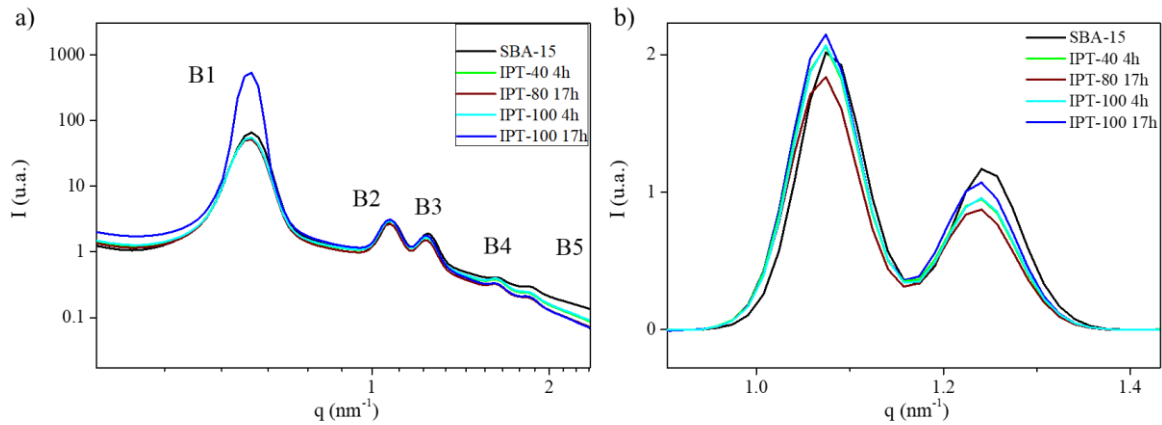 a)
I (u.a.)
1000
100
10
1
0.1
B1
B2
B3
B4
B5
SBA-15
IPT-40 4h
IPT-80 17h
IPT-100 4h
IPT-100 17h
1
2
q (nm⁻¹)
b)
I (u.a.)
2
1
0
SBA-15
IPT-40 4h
IPT-80 17h
IPT-100 4h
IPT-100 17h
1.0
1.2
1.4
q (nm⁻¹)